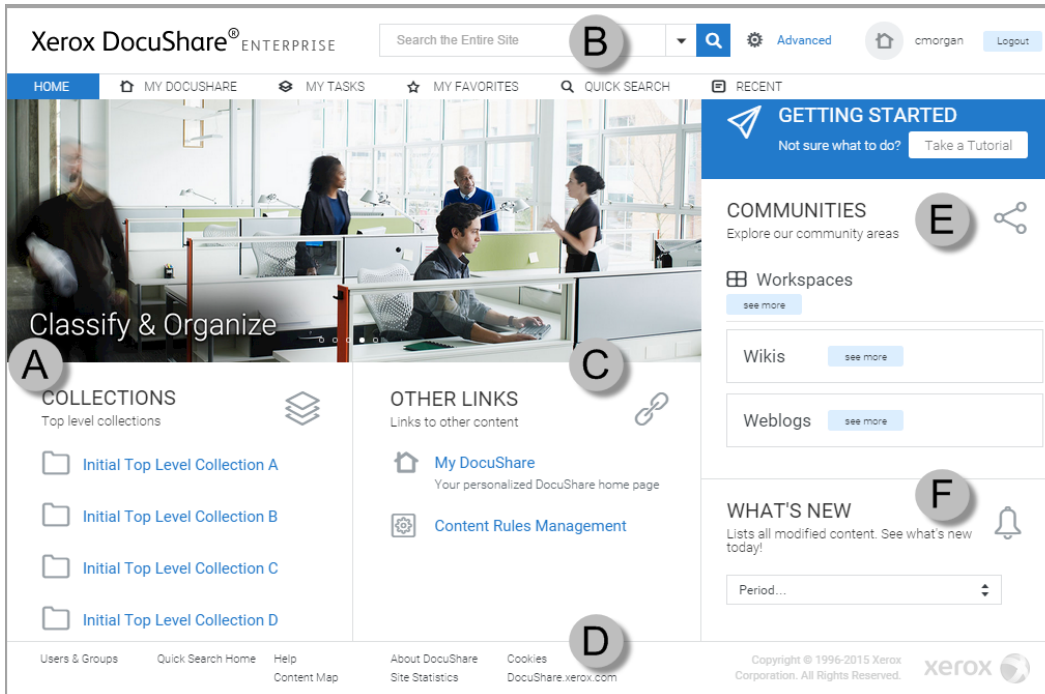 Xerox DocuShare® ENTERPRISE
Search the Entire Site
B
Advanced
cmorgan
Logout
HOME
MY DOCUSHARE
MY TASKS
MY FAVORITES
QUICK SEARCH
RECENT
Classify & Organize
GETTING STARTED
Not sure what to do?
Take a Tutorial
A
COLLECTIONS
Top level collections
Initial Top Level Collection A
Initial Top Level Collection B
Initial Top Level Collection C
Initial Top Level Collection D
C
OTHER LINKS
Links to other content
My DocuShare
Your personalized DocuShare home page
Content Rules Management
E
COMMUNITIES
Explore our community areas
Workspaces
see more
Wikis
see more
Weblogs
see more
F
WHAT'S NEW
Lists all modified content. See what's new
today!
Period...
D
Users & Groups
Quick Search Home
Help
Content Map
About DocuShare
Site Statistics
Cookies
DocuShare.xerox.com
Copyright © 1996-2015 Xerox
Corporation. All Rights Reserved.
xerox